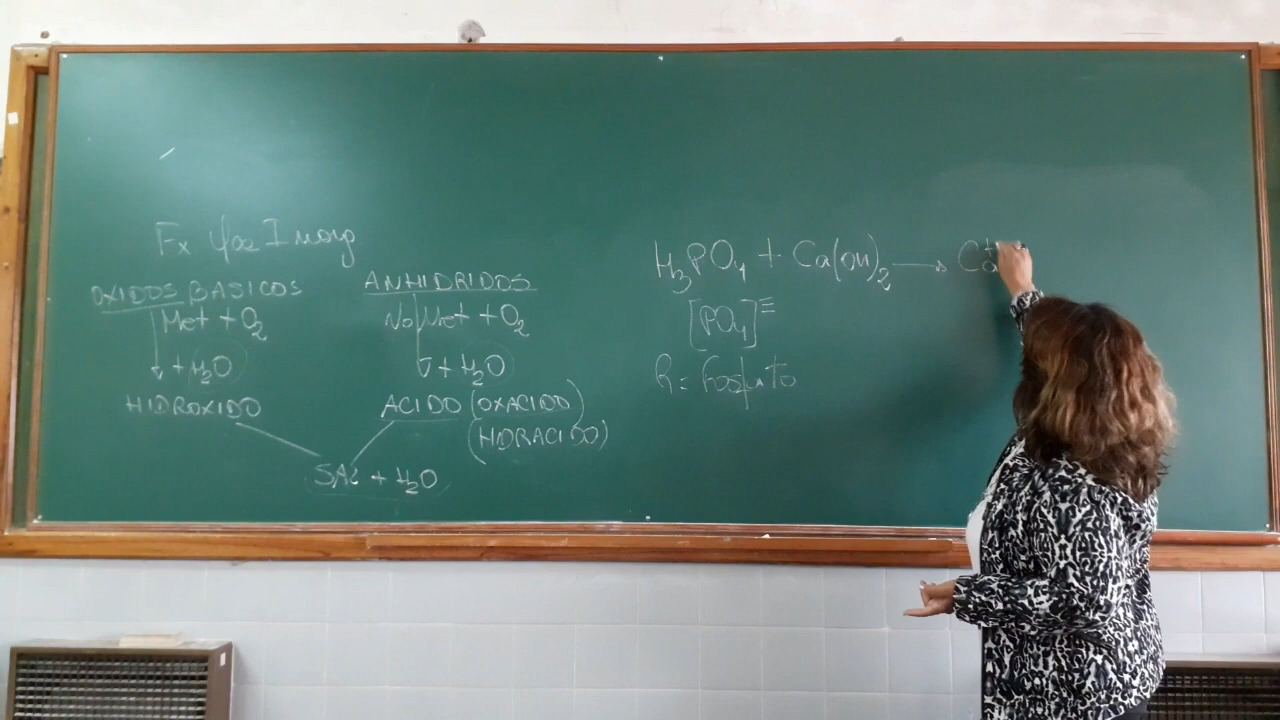 Fx ψca Inorg
OXIDOS BASICOS
Met + O2
+ H2O
HIDROXIDO
ANHIDRIDOS
No Met + O2
+ H2O
ACIDO (OXACIDO)
(HIDRACIDO)
SAL + H2O
H3PO4 + Ca(OH)2 → Ca+
[PO4]≡
R = Fosfato